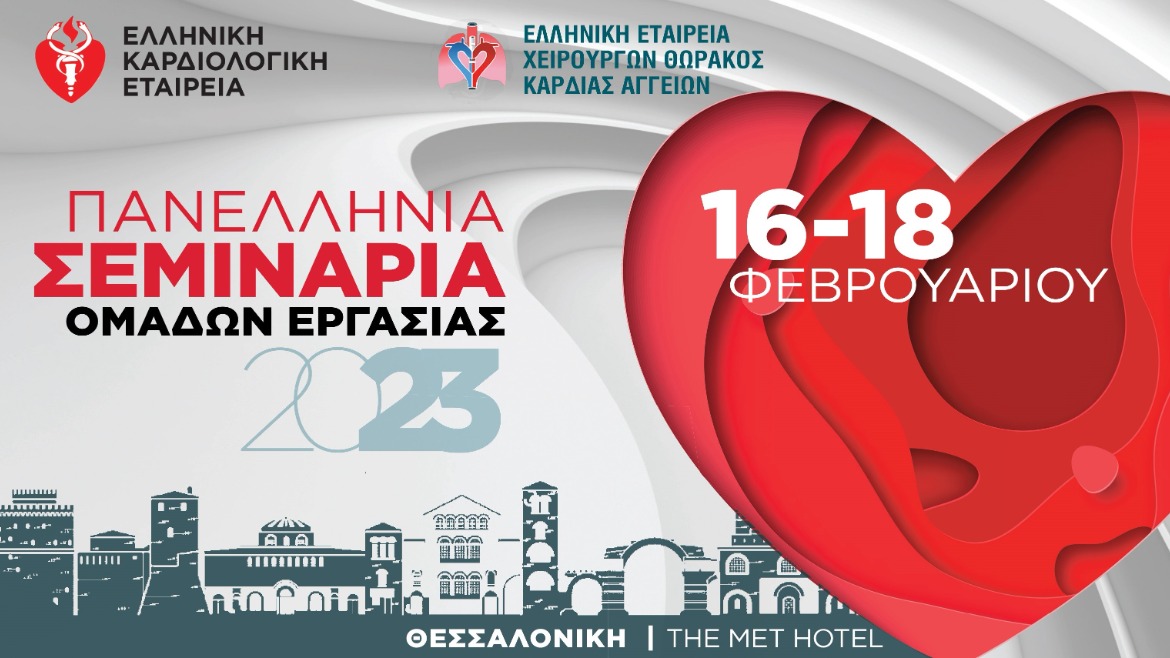 ΕΛΛΗΝΙΚΗ
ΚΑΡΔΙΟΛΟΓΙΚΗ
ΕΤΑΙΡΕΙΑ
ΕΛΛΗΝΙΚΗ ΕΤΑΙΡΕΙΑ
ΧΕΙΡΟΥΡΓΩΝ ΘΩΡΑΚΟΣ
ΚΑΡΔΙΑΣ ΑΓΓΕΙΩΝ
ΠΑΝΕΛΛΗΝΙΑ
ΣΕΜΙΝΑΡΙΑ
ΟΜΑΔΩΝ ΕΡΓΑΣΙΑΣ
2023
16-18
ΦΕΒΡΟΥΑΡΙΟΥ
ΘΕΣΣΑΛΟΝΙΚΗ | THE MET HOTEL